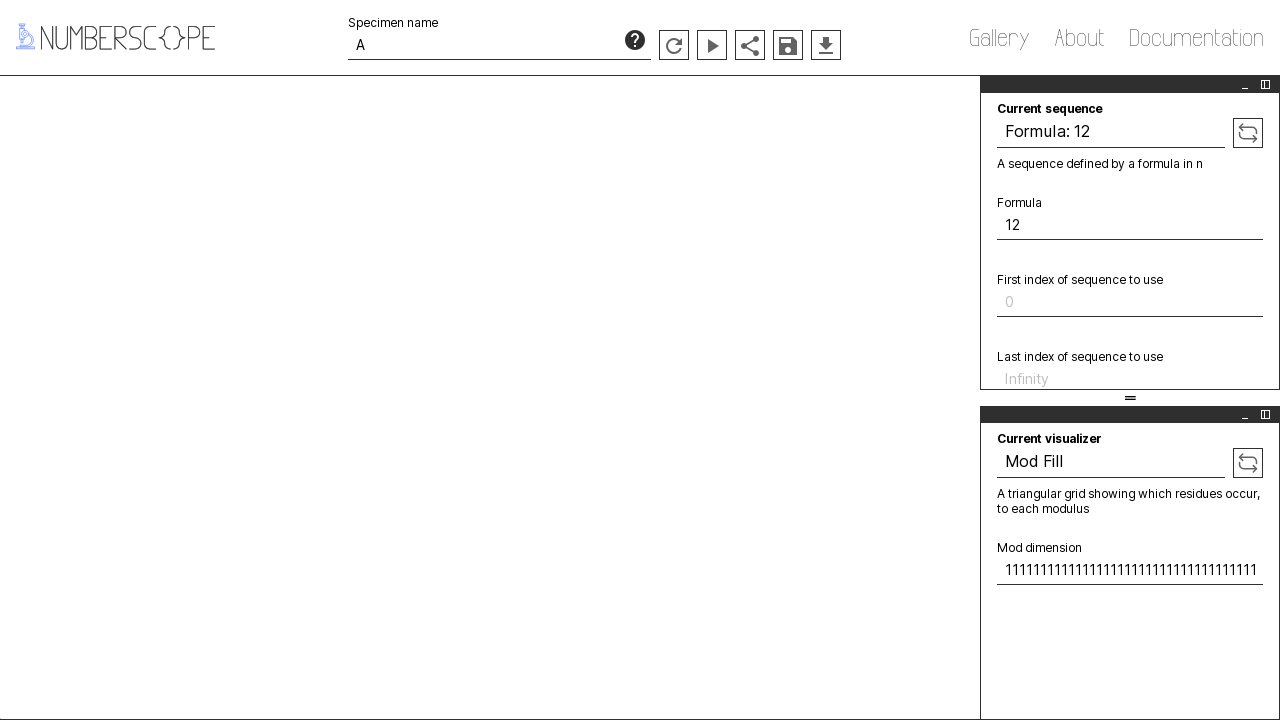 NUMBERSC{}PE
Specimen name
A
Gallery
About
Documentation
Current sequence
Formula: 12
A sequence defined by a formula in n
Formula
12
First index of sequence to use
0
Last index of sequence to use
Infinity
Current visualizer
Mod Fill
A triangular grid showing which residues occur,
to each modulus
Mod dimension
111111111111111111111111111111111111